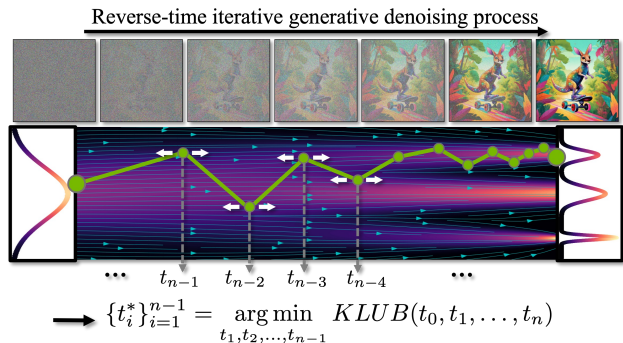 Reverse-time iterative generative denoising process
... t_{n-1} t_{n-2} t_{n-3} t_{n-4} ...
{t_i^*}_{i=1}^{n-1} = arg min_{t_1,t_2,...,t_{n-1}} KLUB(t_0, t_1, ..., t_n)